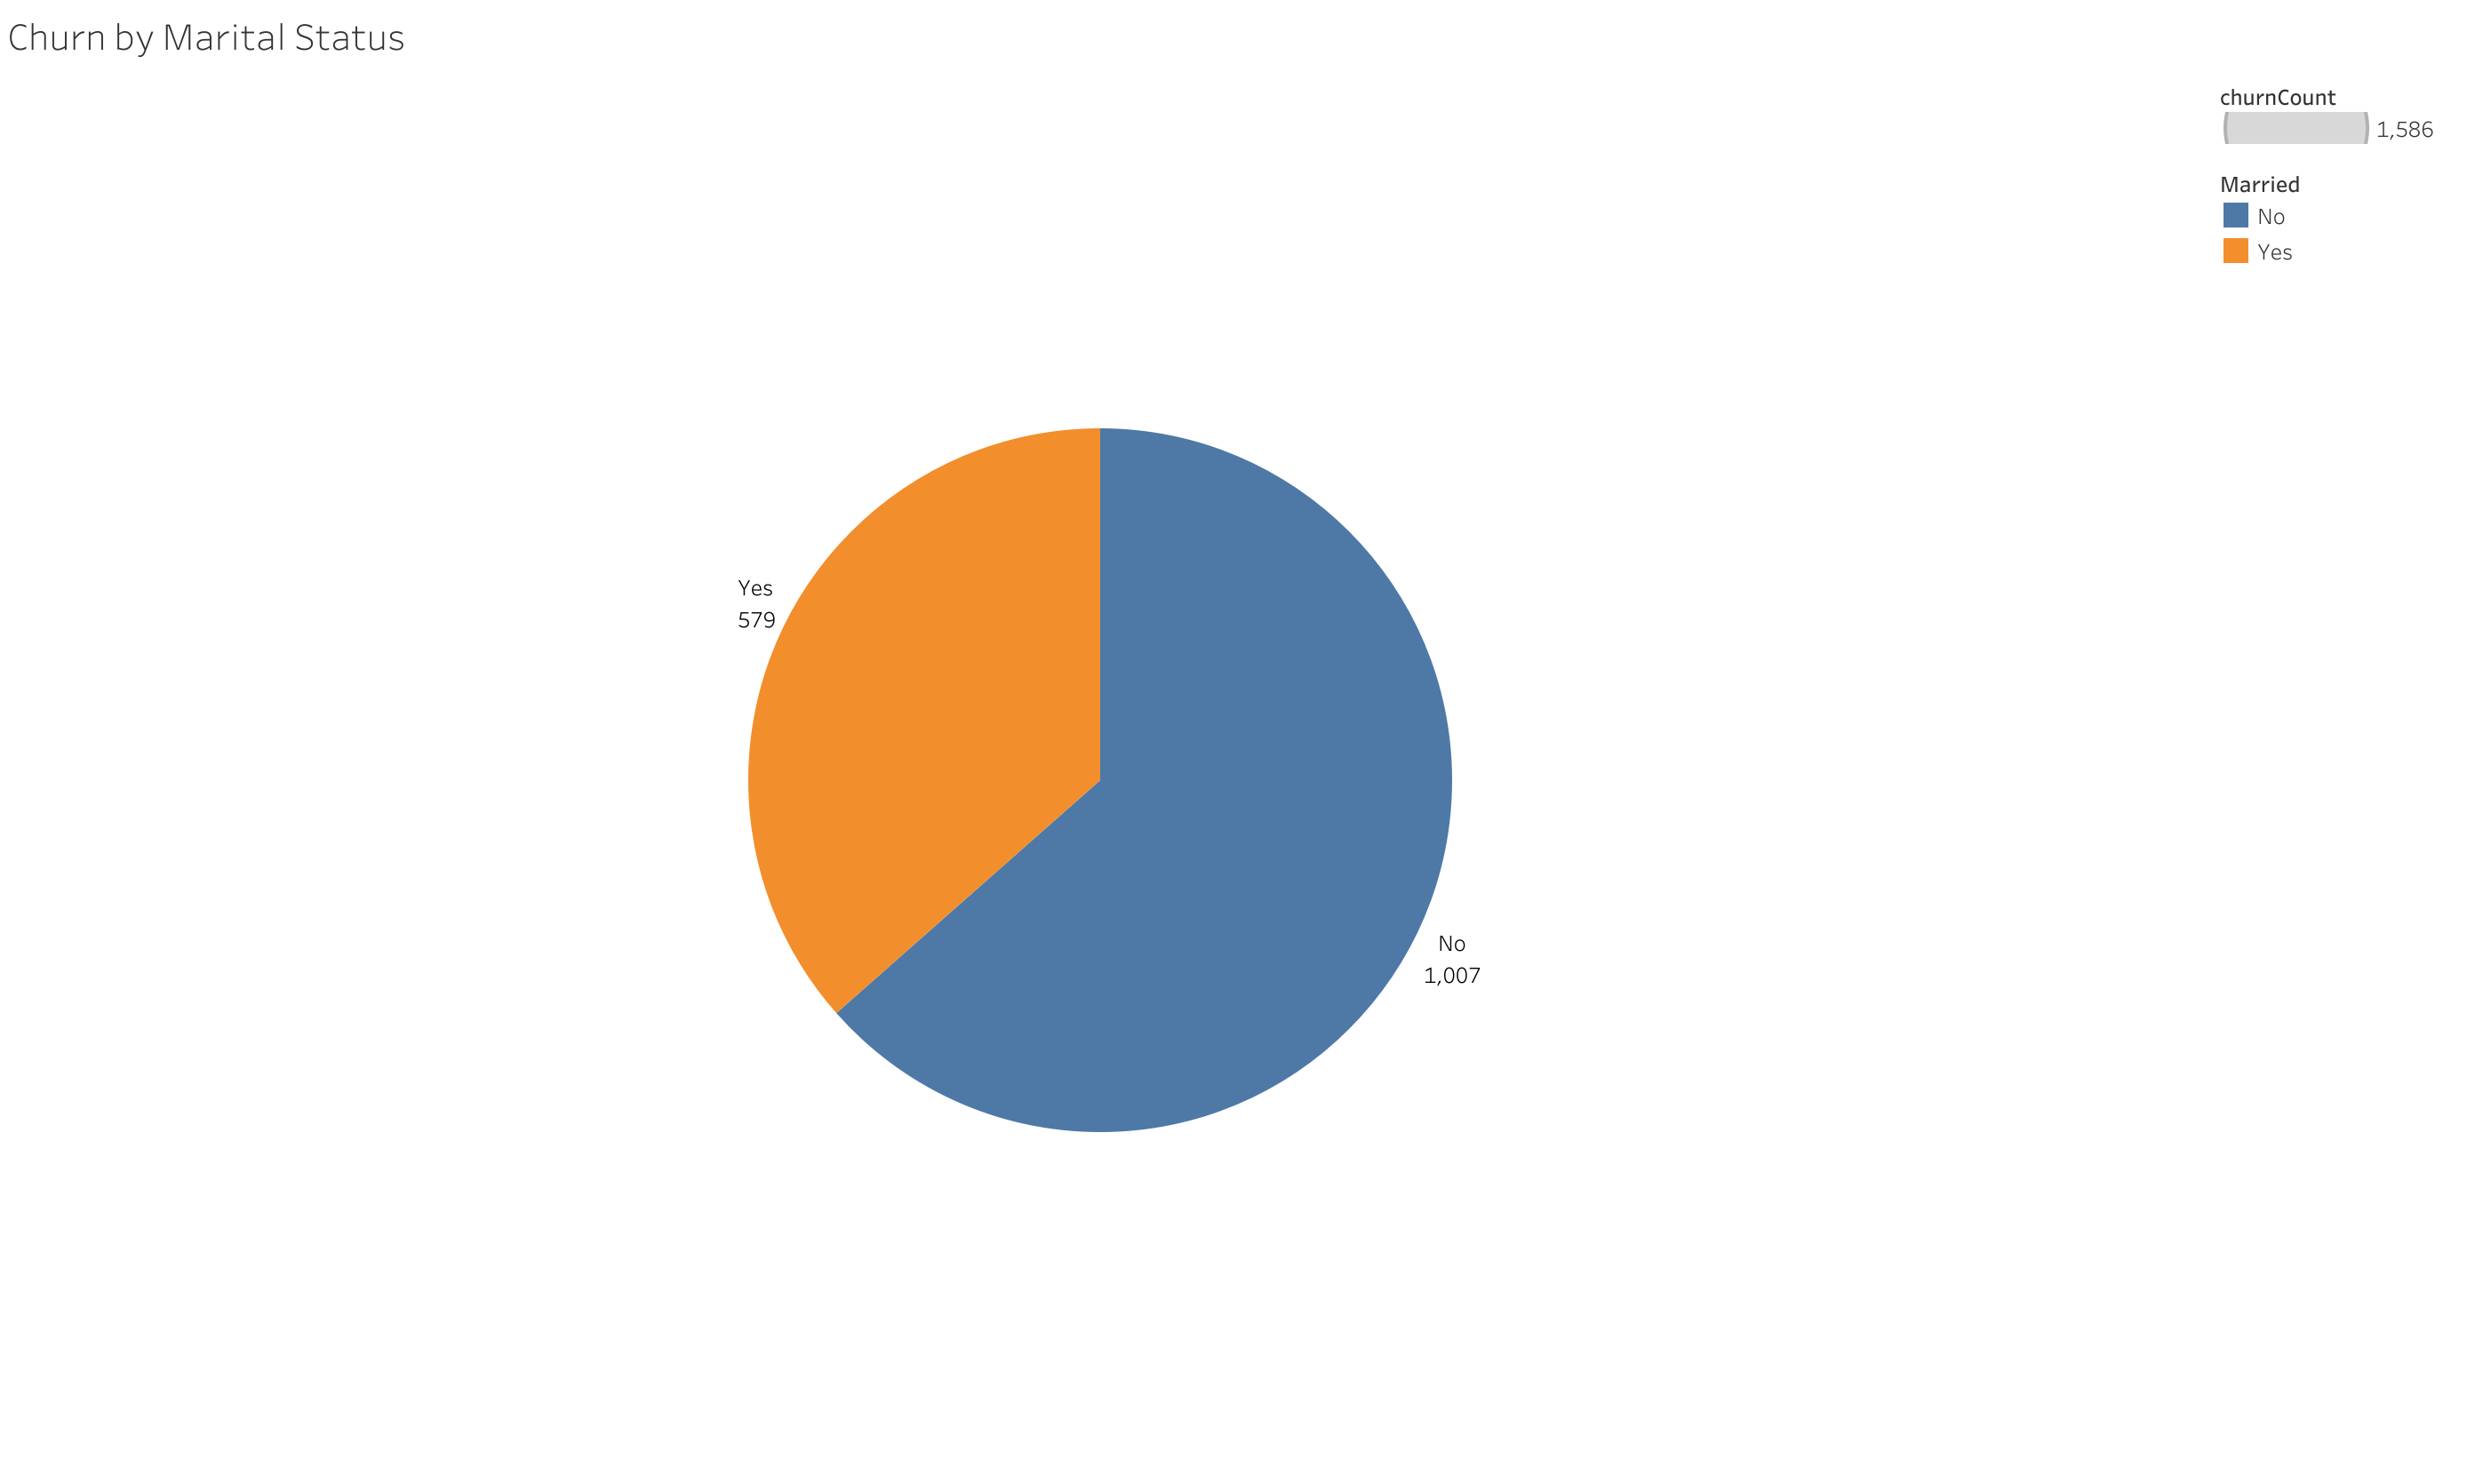 Churn by Marital Status
churnCount
1,586
Married
No
Yes
Yes
579
No
1,007